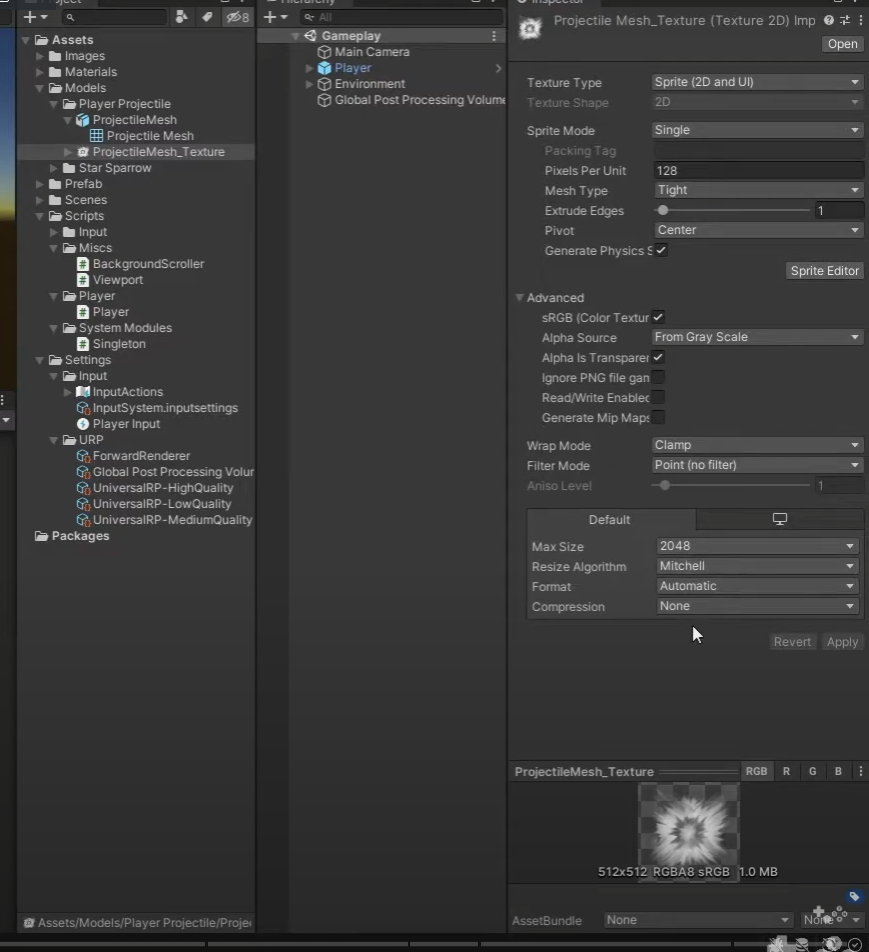 Hierarchy
Inspector
8
All
Assets
Images
Materials
Models
Player Projectile
ProjectileMesh
Projectile Mesh
ProjectileMesh_Texture
Star Sparrow
Prefab
Scenes
Scripts
Input
Miscs
BackgroundScroller
Viewport
Player
Player
System Modules
Singleton
Settings
Input
InputActions
InputSystem.inputsettings
Player Input
URP
ForwardRenderer
Global Post Processing Volur
UniversalRP-HighQuality
UniversalRP-LowQuality
UniversalRP-MediumQuality
Packages
Assets/Models/Player Projectile/Projec
Gameplay
Main Camera
Player
Environment
Global Post Processing Volume
Projectile Mesh_Texture (Texture 2D) Imp
Open
Texture Type Sprite (2D and UI)
Texture Shape 2D
Sprite Mode Single
Packing Tag
Pixels Per Unit 128
Mesh Type Tight
Extrude Edges 1
Pivot Center
Generate Physics S
Sprite Editor
Advanced
sRGB (Color Textur
Alpha Source From Gray Scale
Alpha Is Transparer
Ignore PNG file gam
Read/Write Enabled
Generate Mip Maps
Wrap Mode Clamp
Filter Mode Point (no filter)
Aniso Level 1
Default
Max Size 2048
Resize Algorithm Mitchell
Format Automatic
Compression None
Revert Apply
ProjectileMesh_Texture RGB R G B
512x512 RGBA8 sRGB 1.0 MB
AssetBundle None